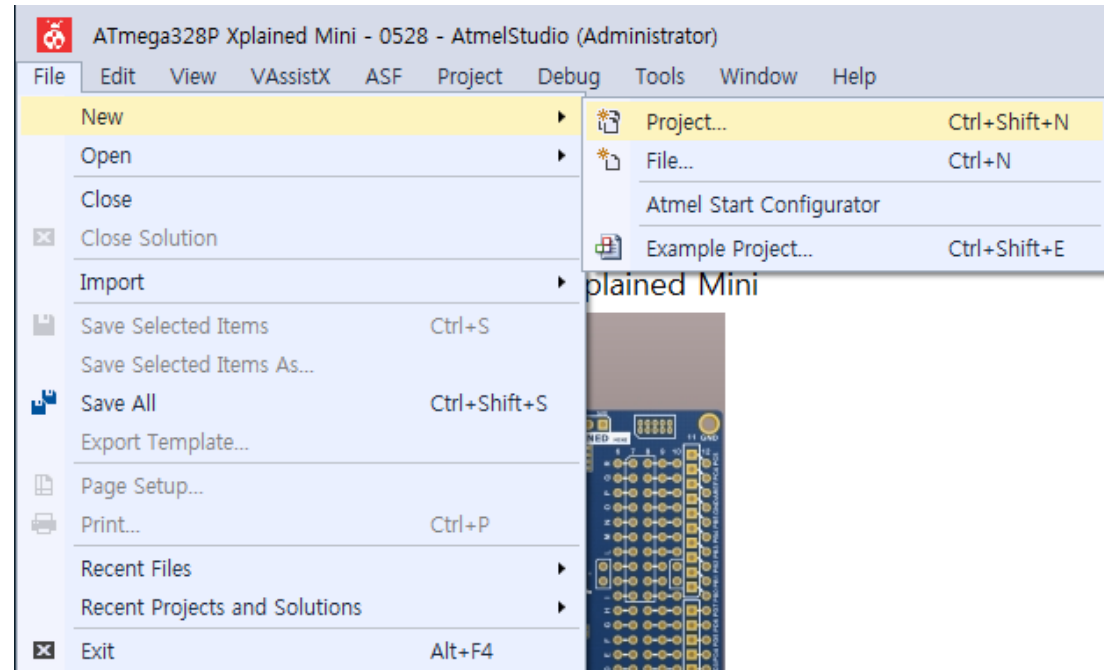 ATmega328P Xplained Mini - 0528 - AtmelStudio (Administrator)
File Edit View VAssistX ASF Project Debug Tools Window Help
New
Open
Close
Close Solution
Import
Save Selected Items Ctrl+S
Save Selected Items As...
Save All Ctrl+Shift+S
Export Template...
Page Setup...
Print... Ctrl+P
Recent Files
Recent Projects and Solutions
Exit Alt+F4
Project... Ctrl+Shift+N
File... Ctrl+N
Atmel Start Configurator
Example Project... Ctrl+Shift+E
plained Mini
NED
11 GND